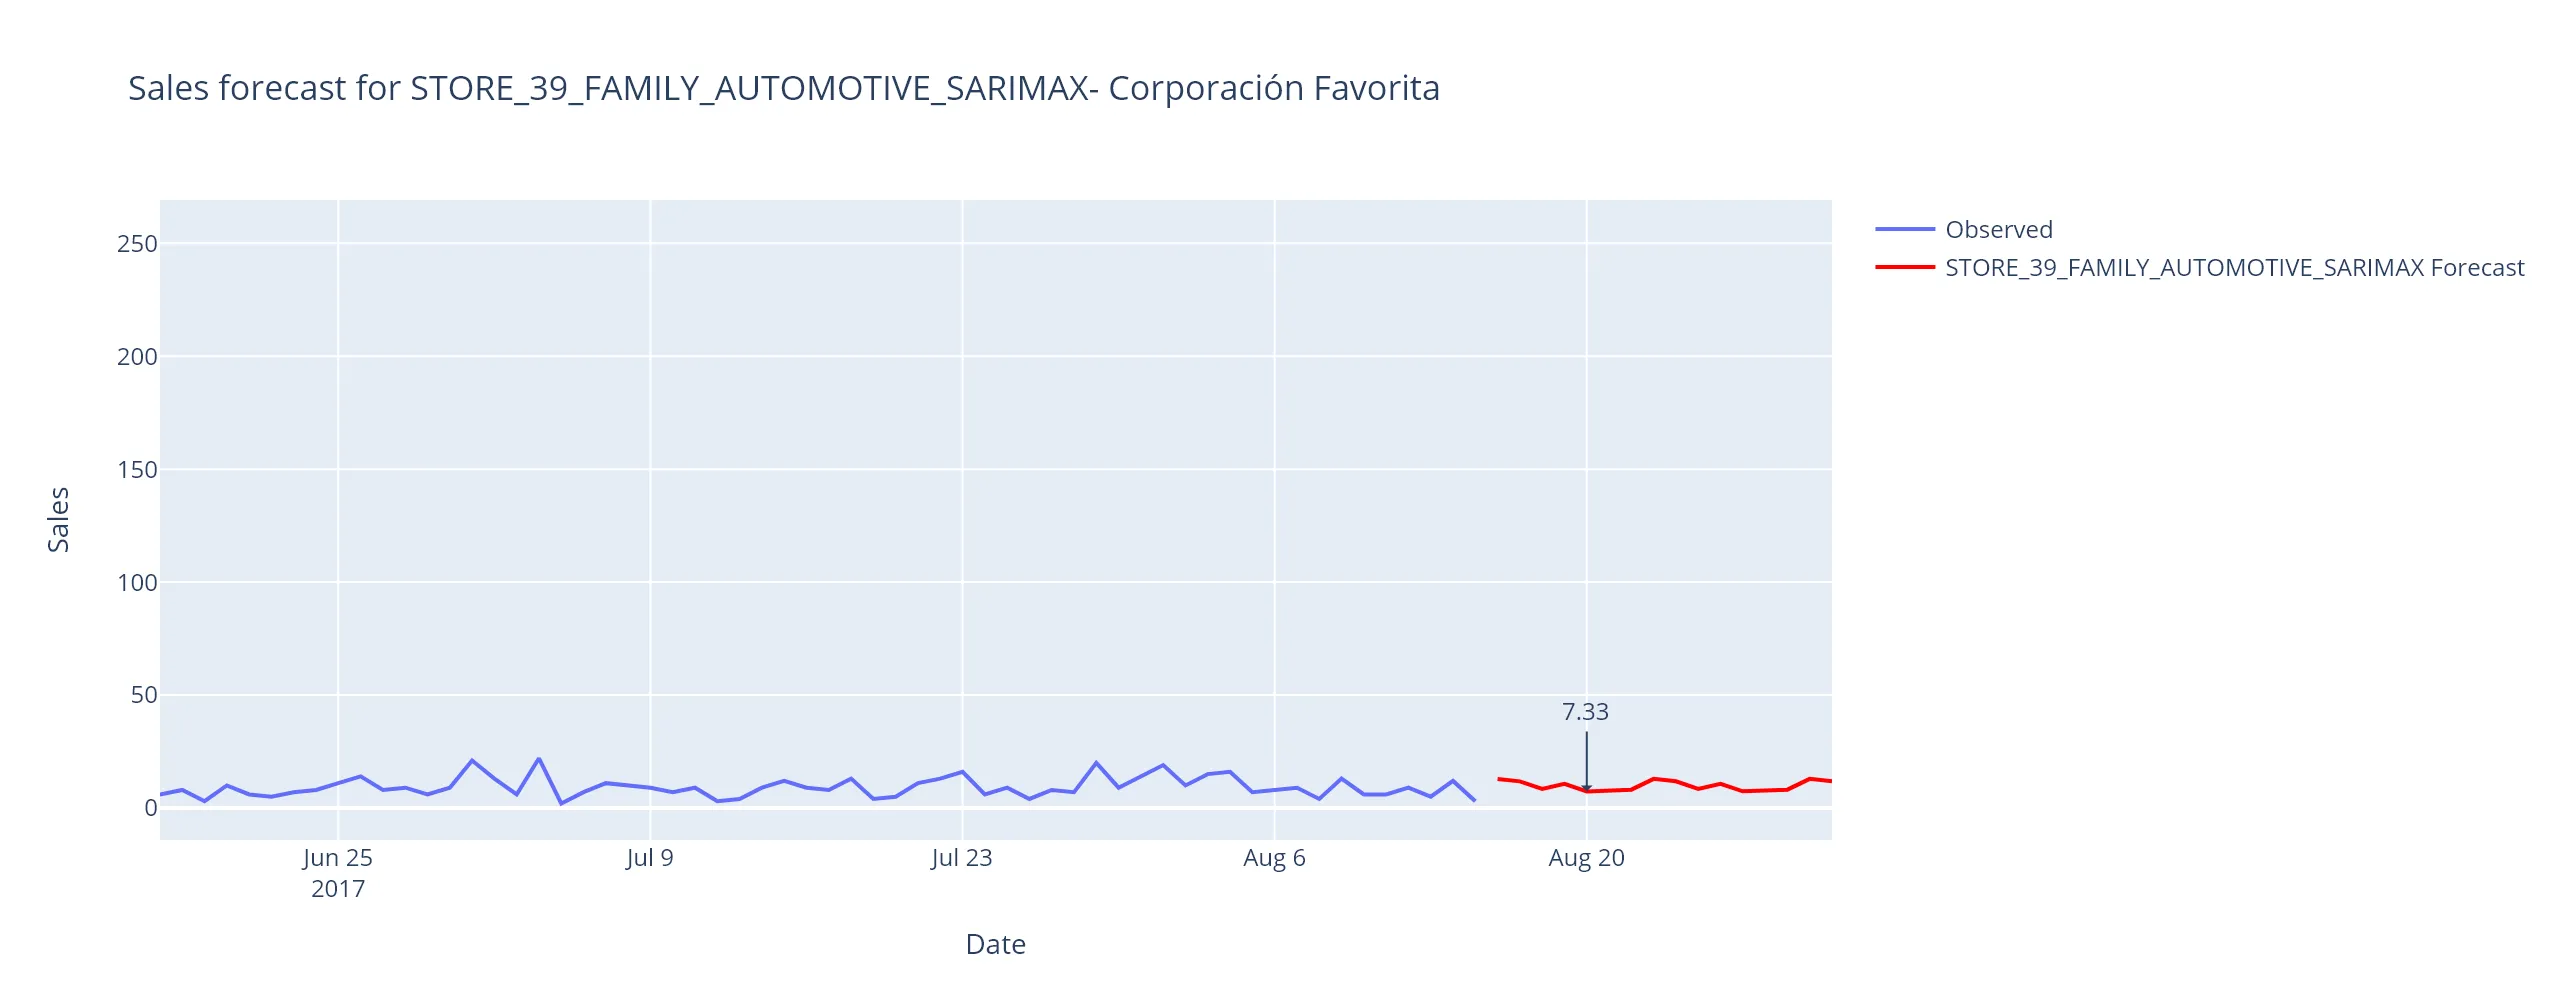 Sales forecast for STORE_39_FAMILY_AUTOMOTIVE_SARIMAX- Corporación Favorita
Observed
STORE_39_FAMILY_AUTOMOTIVE_SARIMAX Forecast
250
200
150
100
50
0
Sales
7.33
Jun 25
2017
Jul 9
Jul 23
Aug 6
Aug 20
Date